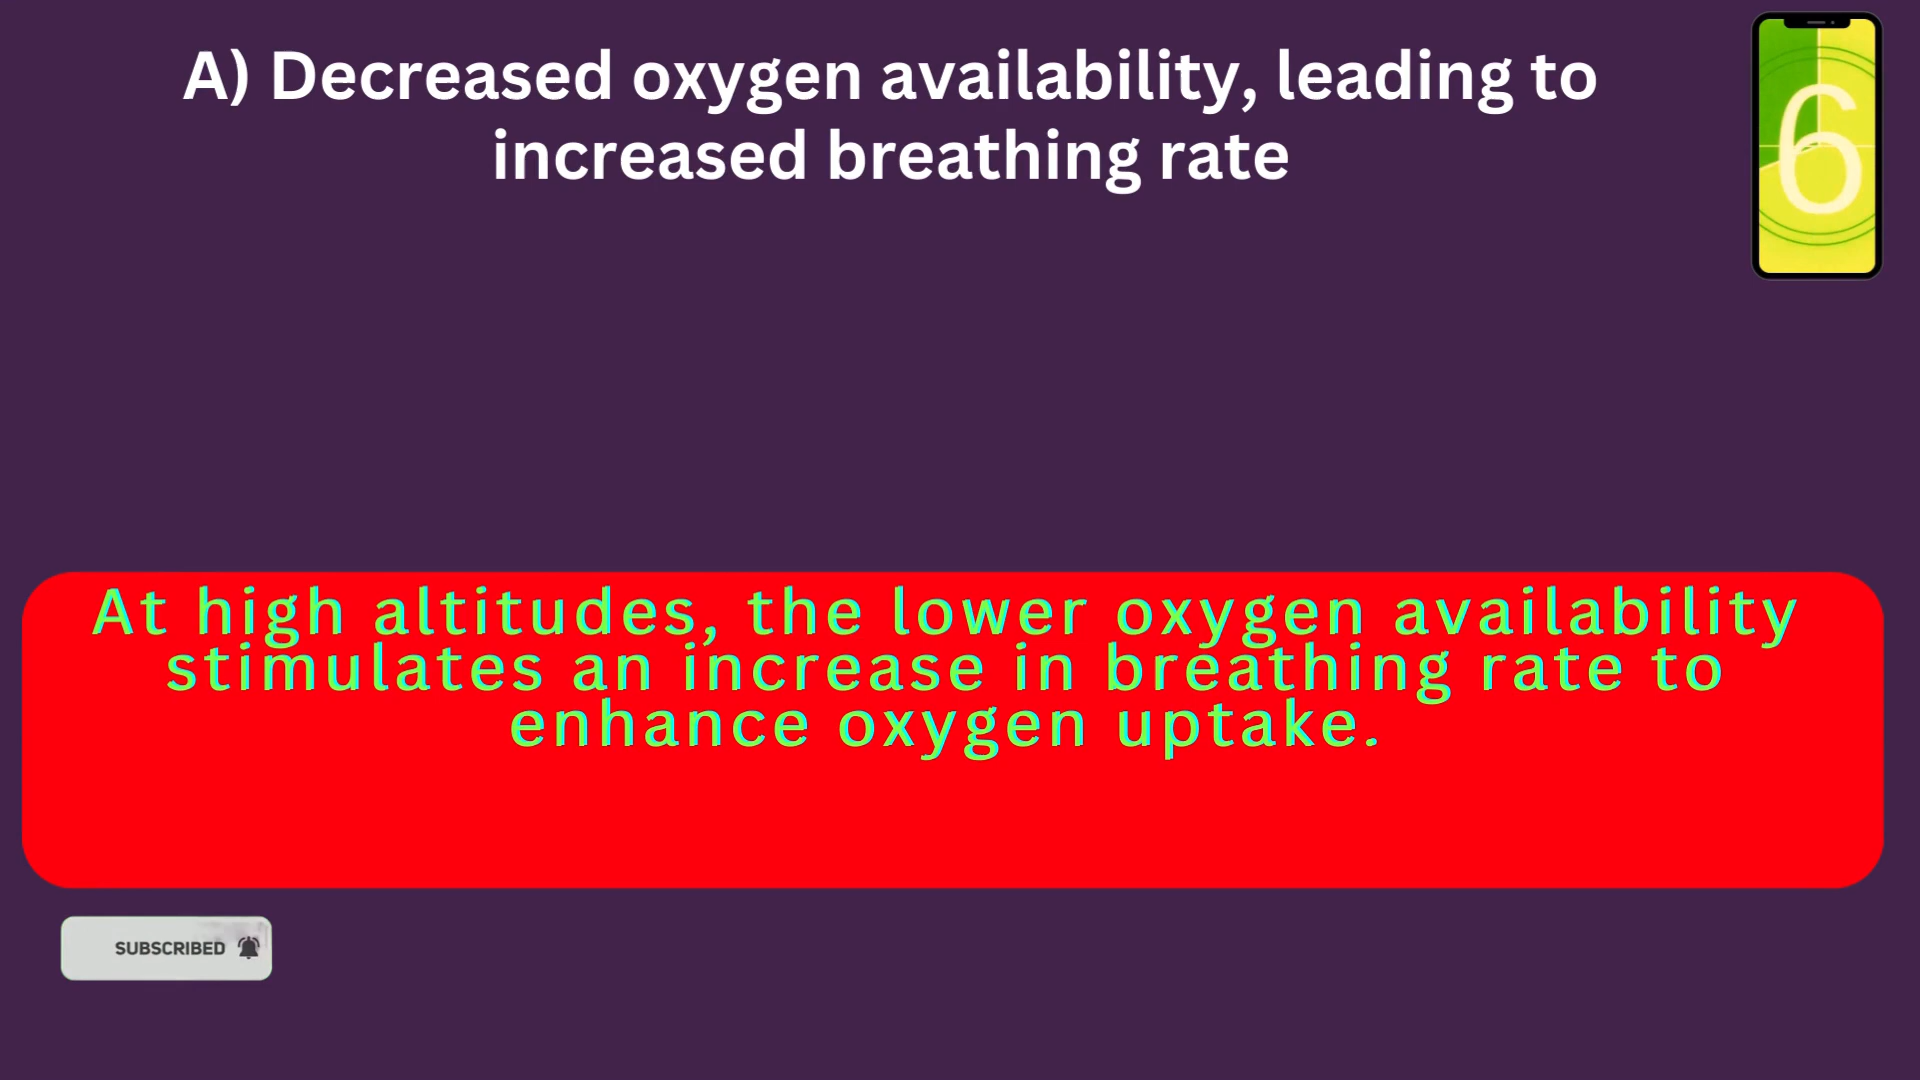 A) Decreased oxygen availability, leading to
increased breathing rate
6
At high altitudes, the lower oxygen availability
stimulates an increase in breathing rate to
enhance oxygen uptake.
SUBSCRIBED